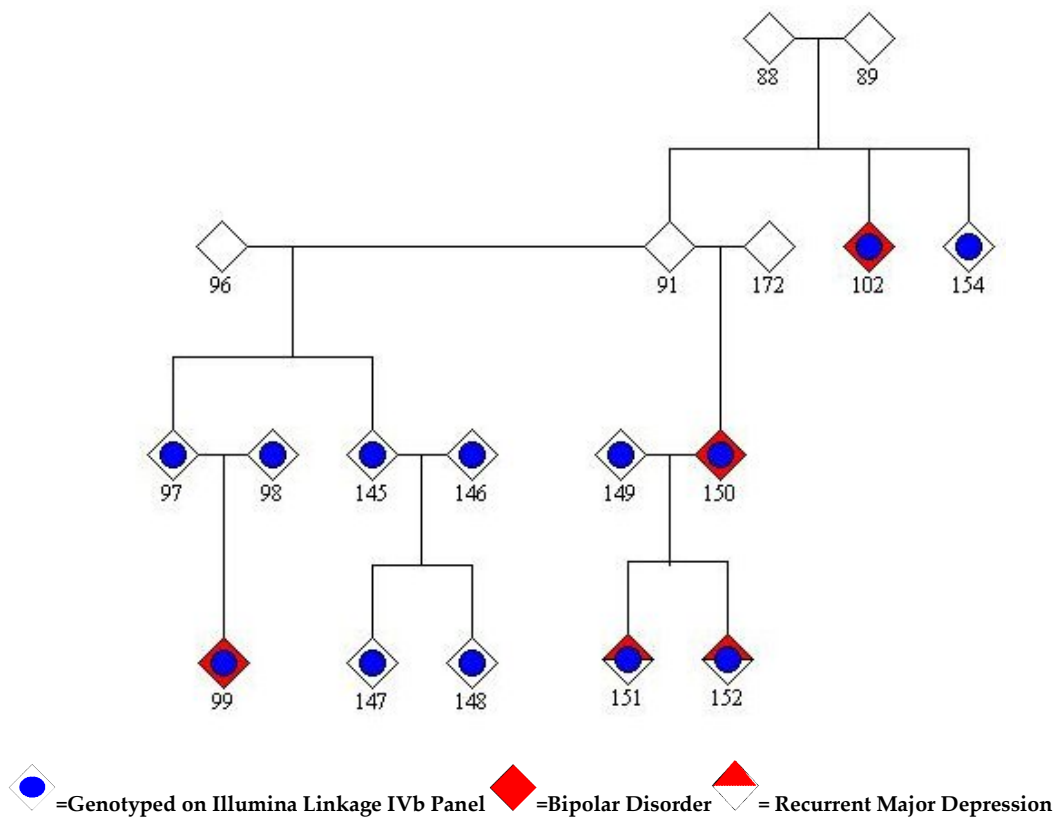 88 89
96 91 172 102 154
97 98 145 146 149 150
99 147 148 151 152
=Genotyped on Illumina Linkage IVb Panel =Bipolar Disorder = Recurrent Major Depression